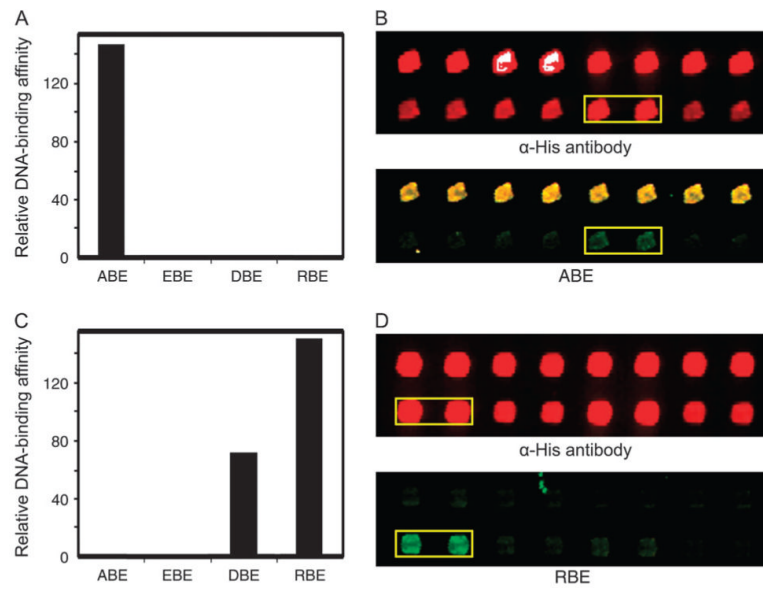 A
Relative DNA-binding affinity
120
80
40
0
ABE EBE DBE RBE
B
α-His antibody
ABE
C
Relative DNA-binding affinity
120
80
40
0
ABE EBE DBE RBE
D
α-His antibody
RBE